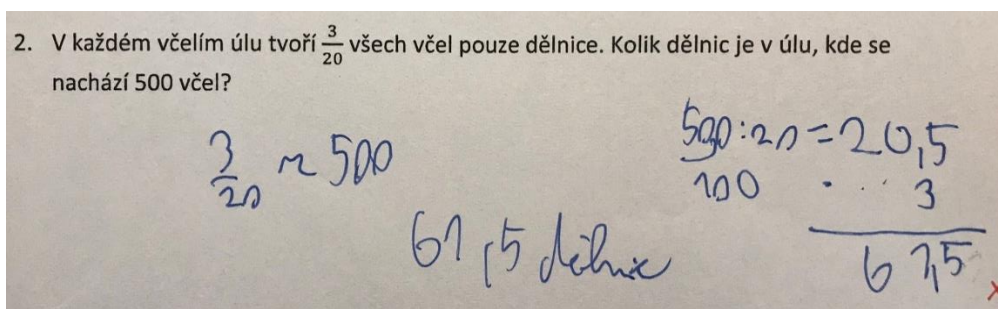 2. V každém včelím úlu tvoří 3/20 všech včel pouze dělnice. Kolik dělnic je v úlu, kde se
nachází 500 včel?
3/20 z 500
500:20=20,5
100 · 3
61,5
61,5 dělnic